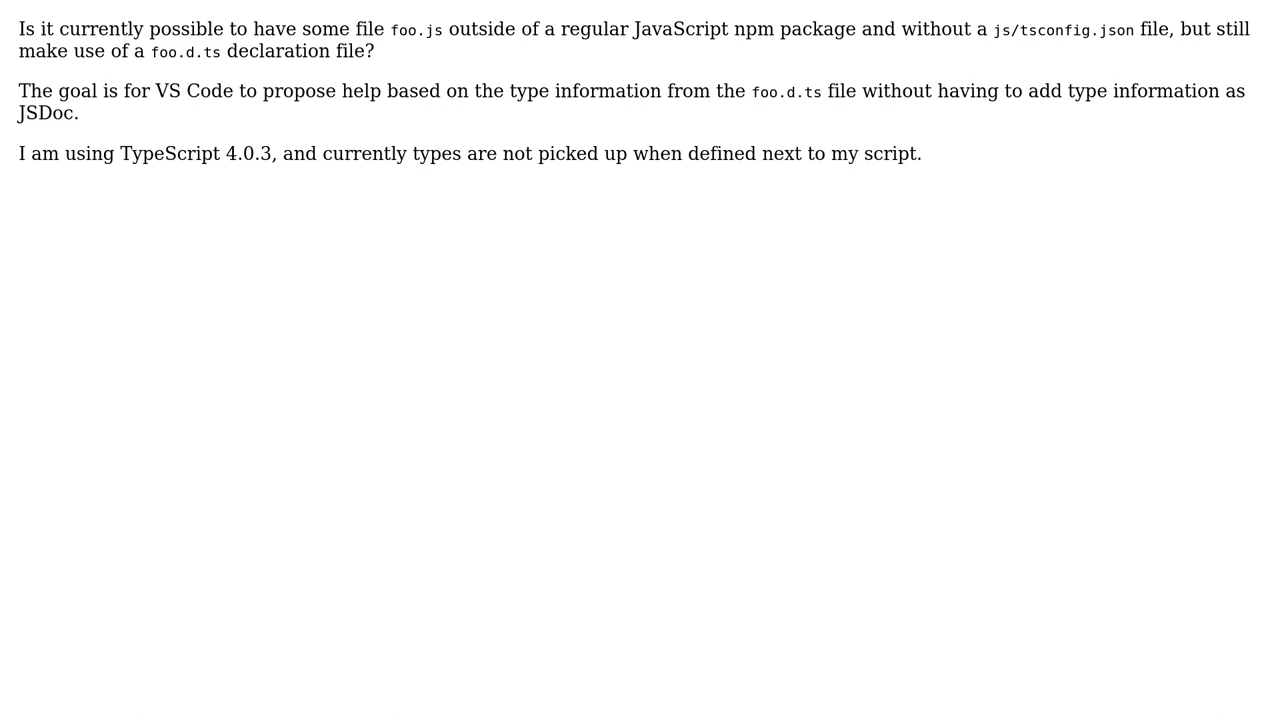 Is it currently possible to have some file foo.js outside of a regular JavaScript npm package and without a js/tsconfig.json file, but still
make use of a foo.d.ts declaration file?
The goal is for VS Code to propose help based on the type information from the foo.d.ts file without having to add type information as
JSDoc.
I am using TypeScript 4.0.3, and currently types are not picked up when defined next to my script.